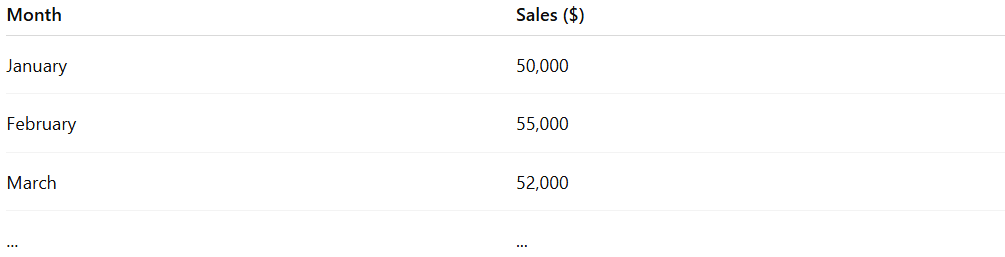 Month Sales ($)
January 50,000
February 55,000
March 52,000
... ...